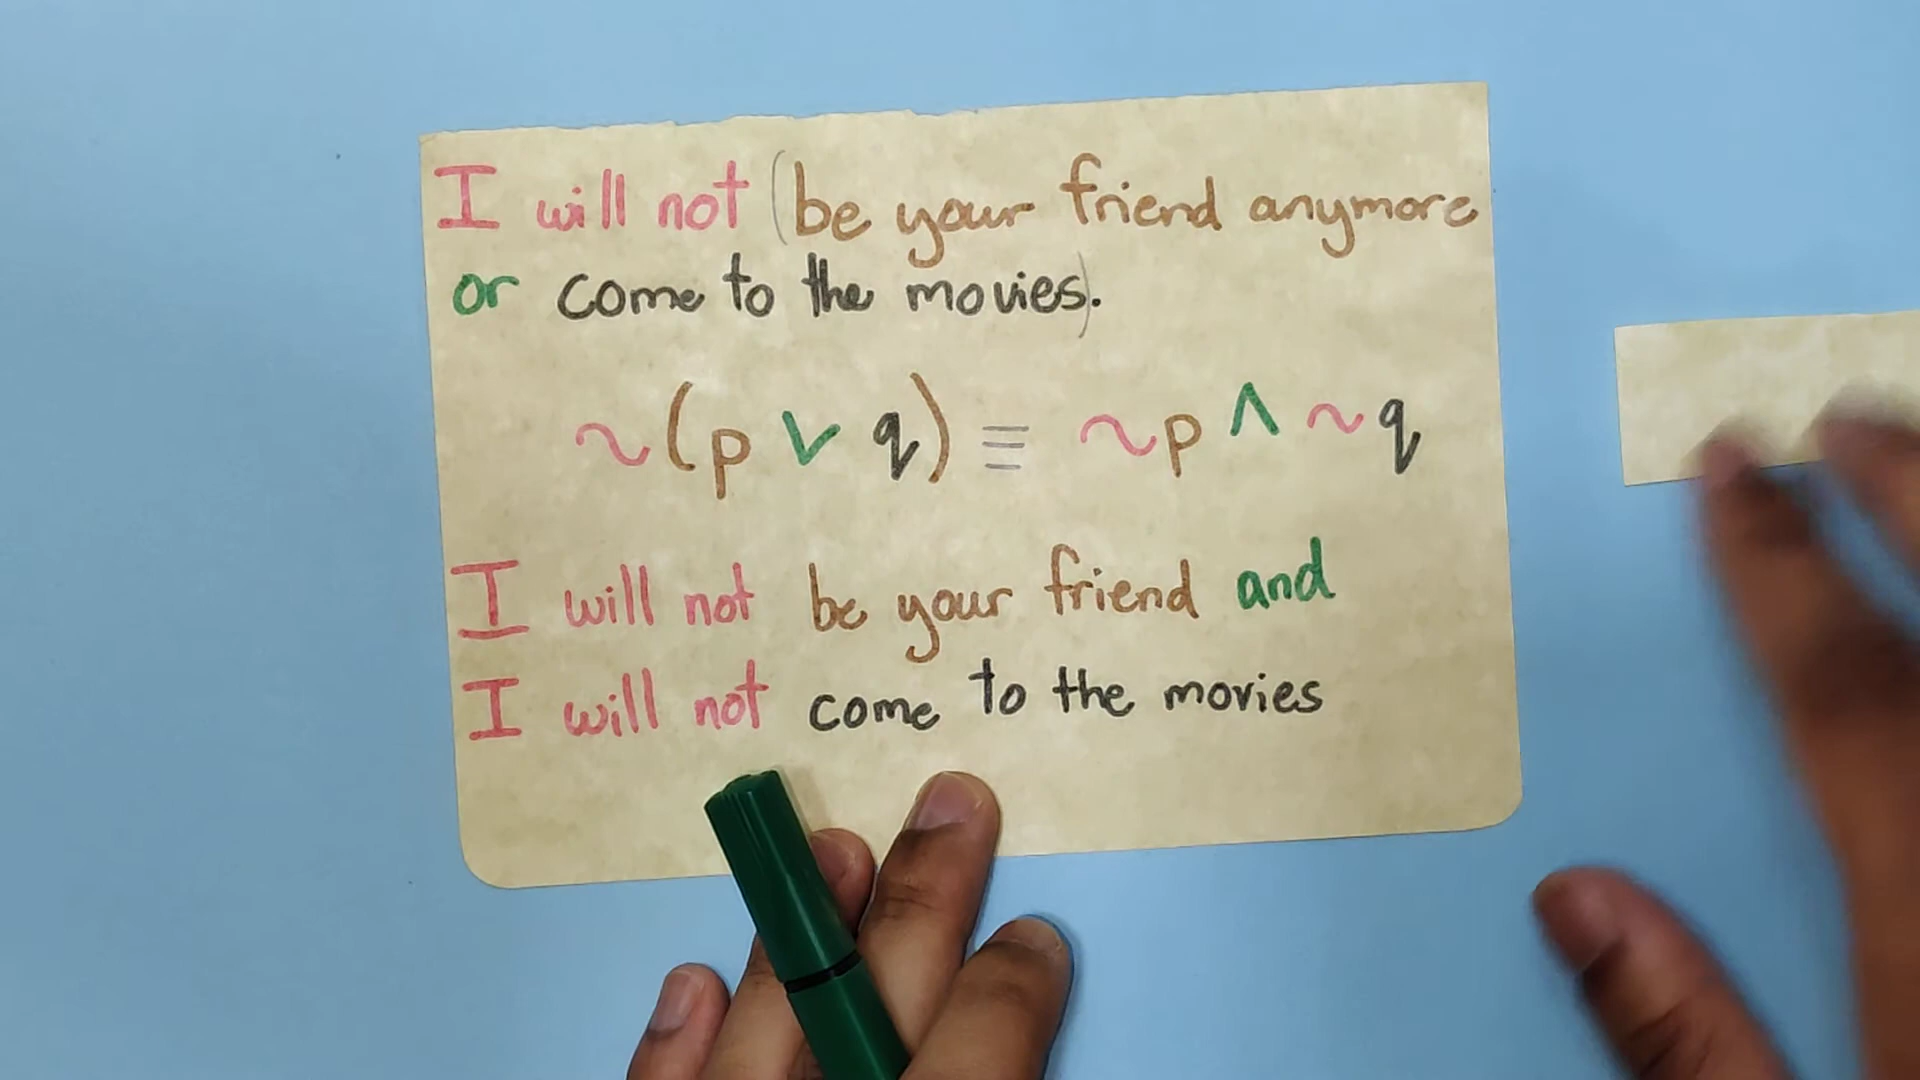 I will not (be your friend anymore
or come to the movies).
~(p ∨ q) ≡ ~p ∧ ~q
I will not be your friend and
I will not come to the movies